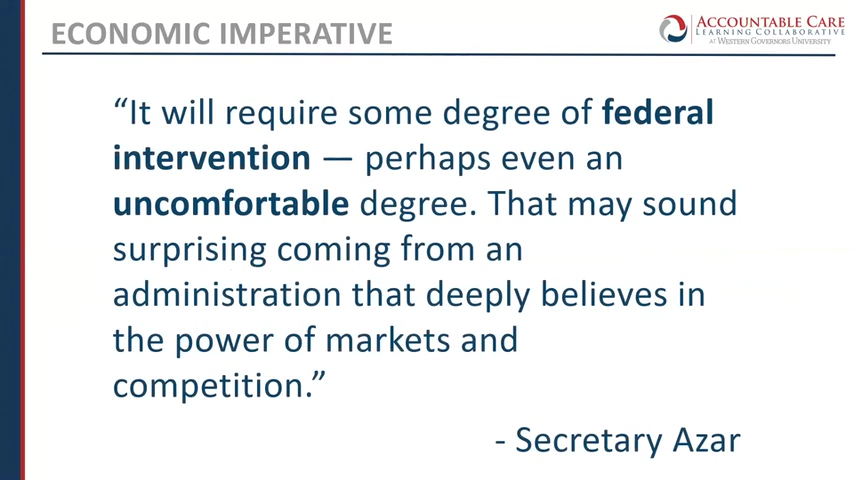 ECONOMIC IMPERATIVE
ACCOUNTABLE CARE
LEARNING COLLABORATIVE
AT WESTERN GOVERNORS UNIVERSITY
“It will require some degree of federal
intervention — perhaps even an
uncomfortable degree. That may sound
surprising coming from an
administration that deeply believes in
the power of markets and
competition.”
- Secretary Azar